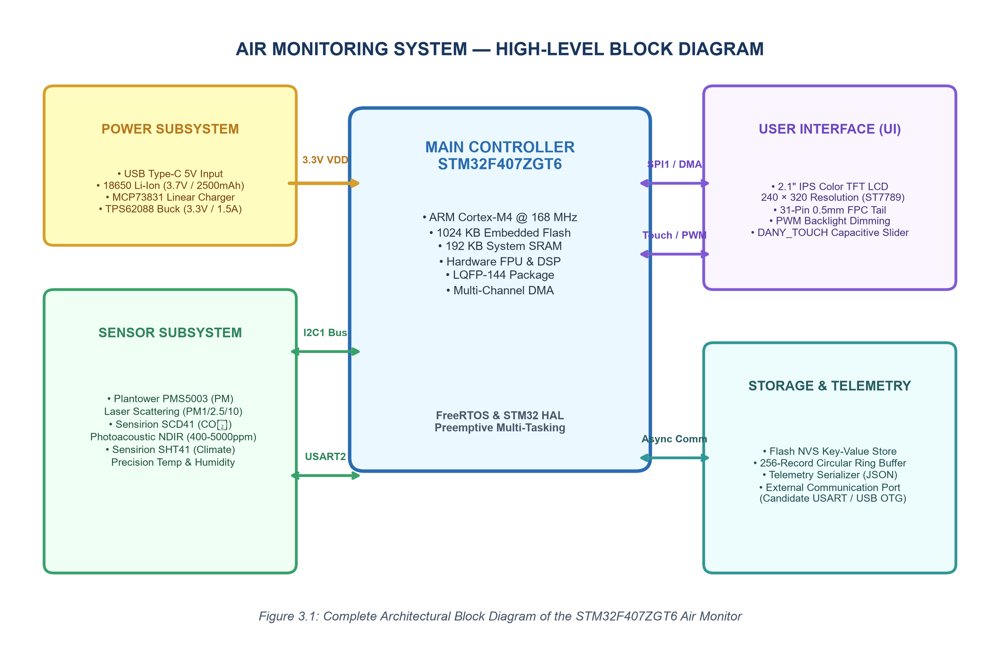 AIR MONITORING SYSTEM — HIGH-LEVEL BLOCK DIAGRAM
POWER SUBSYSTEM
• USB Type-C 5V Input
• 18650 Li-Ion (3.7V / 2500mAh)
• MCP73831 Linear Charger
• TPS62088 Buck (3.3V / 1.5A)
3.3V VDD
SENSOR SUBSYSTEM
• Plantower PMS5003 (PM)
Laser Scattering (PM1/2.5/10)
• Sensirion SCD41 (CO₂)
Photoacoustic NDIR (400-5000ppm)
• Sensirion SHT41 (Climate)
Precision Temp & Humidity
I2C1 Bus
USART2
MAIN CONTROLLER
STM32F407ZGT6
• ARM Cortex-M4 @ 168 MHz
• 1024 KB Embedded Flash
• 192 KB System SRAM
• Hardware FPU & DSP
• LQFP-144 Package
• Multi-Channel DMA
FreeRTOS & STM32 HAL
Preemptive Multi-Tasking
SPI1 / DMA
Touch / PWM
USER INTERFACE (UI)
• 2.1" IPS Color TFT LCD
240 × 320 Resolution (ST7789)
• 31-Pin 0.5mm FPC Tail
• PWM Backlight Dimming
• DANY_TOUCH Capacitive Slider
Async Comm
STORAGE & TELEMETRY
• Flash NVS Key-Value Store
• 256-Record Circular Ring Buffer
• Telemetry Serializer (JSON)
• External Communication Port
(Candidate USART / USB OTG)
Figure 3.1: Complete Architectural Block Diagram of the STM32F407ZGT6 Air Monitor